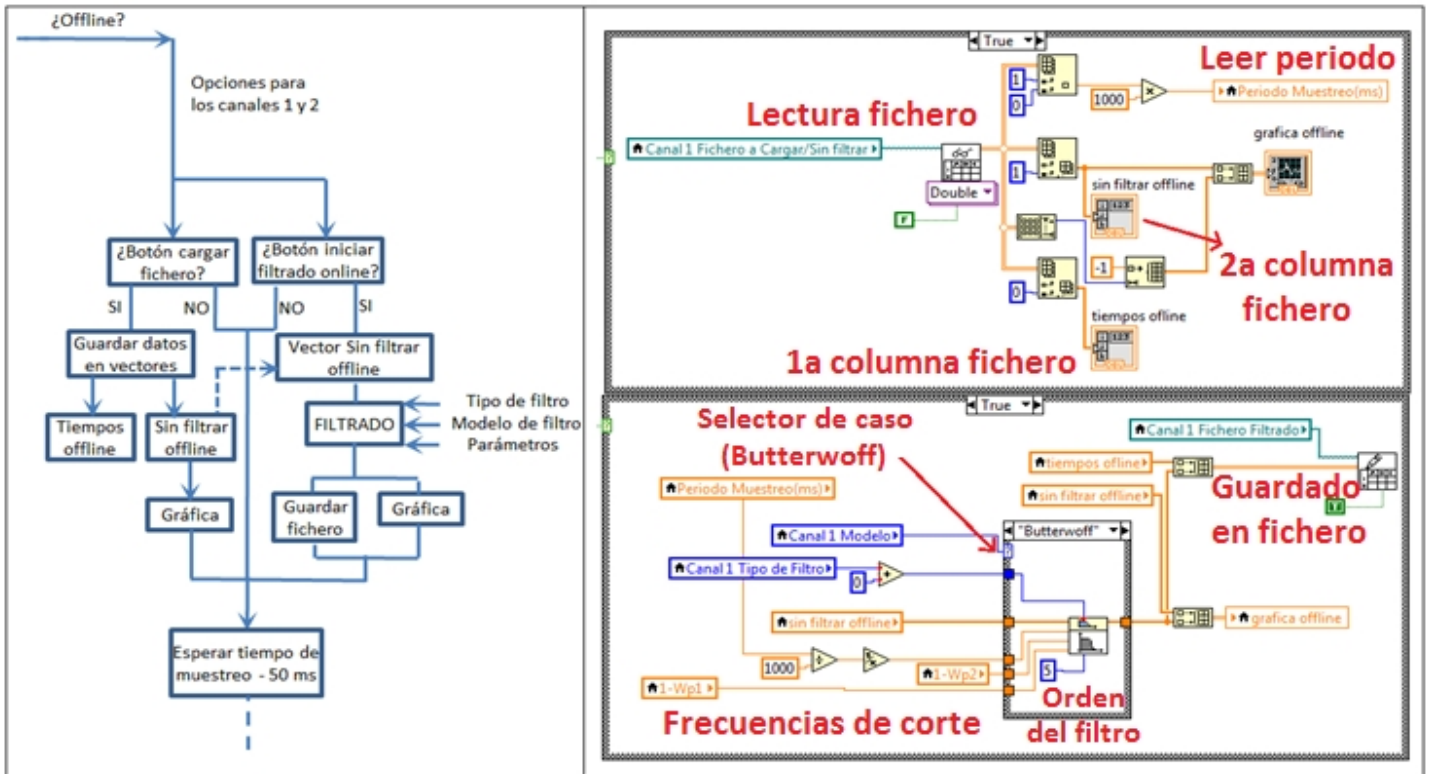 ¿Offline?
Opciones para
los canales 1 y 2
¿Botón cargar
fichero?
¿Botón iniciar
filtrado online?
SI
NO
NO
SI
Guardar datos
en vectores
Vector Sin filtrar
offline
Tiempos
offline
Sin filtrar
offline
FILTRADO
Tipo de filtro
Modelo de filtro
Parámetros
Gráfica
Guardar
fichero
Gráfica
Esperar tiempo de
muestreo - 50 ms
True
Leer periodo
1
0
1000
Periodo Muestreo(ms)
Lectura fichero
grafica offline
Canal 1 Fichero a Cargar/Sin filtrar
Double
1
sin filtrar offline
F
-1
2a columna
fichero
0
tiempos ofline
1a columna fichero
True
Selector de caso
(Butterwoff)
Canal 1 Fichero Filtrado
tiempos ofline
sin filtrar offline
Periodo Muestreo(ms)
Guardado
en fichero
"Butterwoff"
Canal 1 Modelo
Canal 1 Tipo de Filtro
0
sin filtrar offline
grafica offline
1000
1-Wp2
5
1-Wp1
Frecuencias de corte
Orden
del filtro